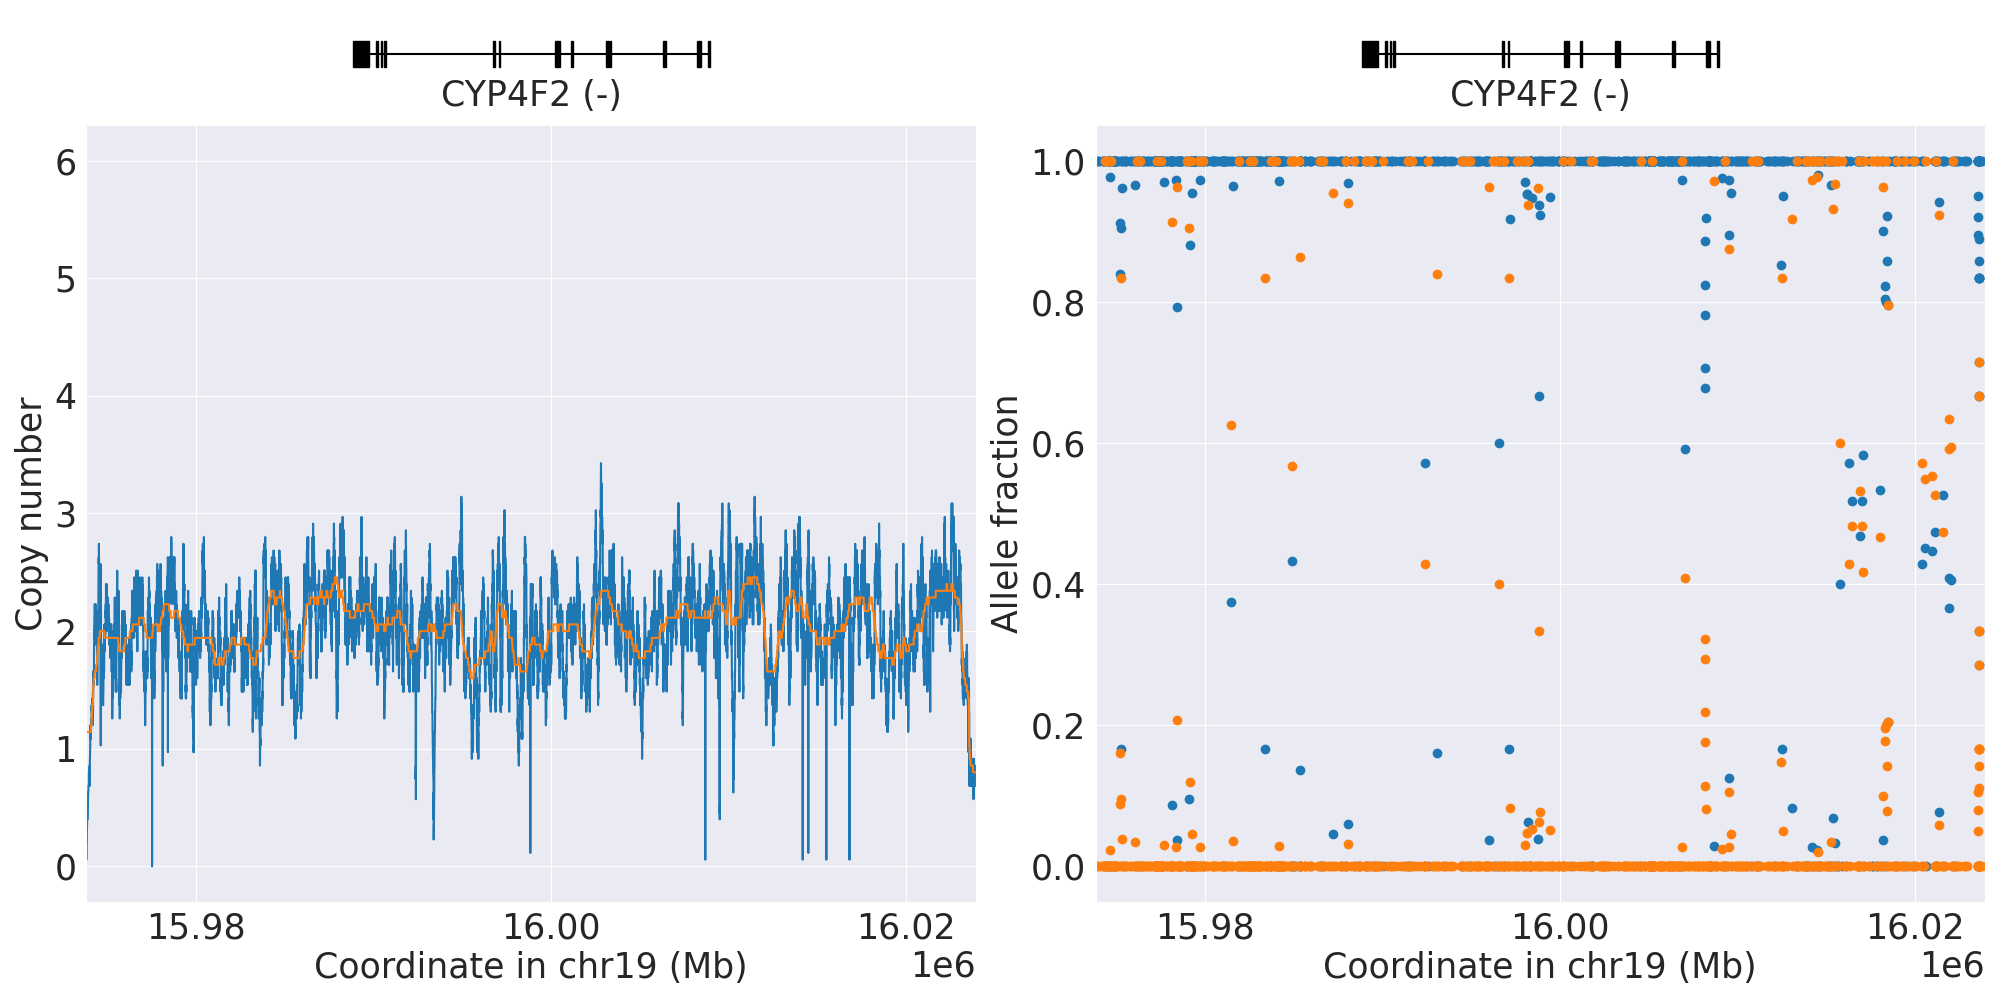 CYP4F2 (-)
6
5
4
3
2
1
0
Copy number
15.98
16.00
16.02
Coordinate in chr19 (Mb)
1e6
CYP4F2 (-)
1.0
0.8
0.6
0.4
0.2
0.0
Allele fraction
15.98
16.00
16.02
Coordinate in chr19 (Mb)
1e6